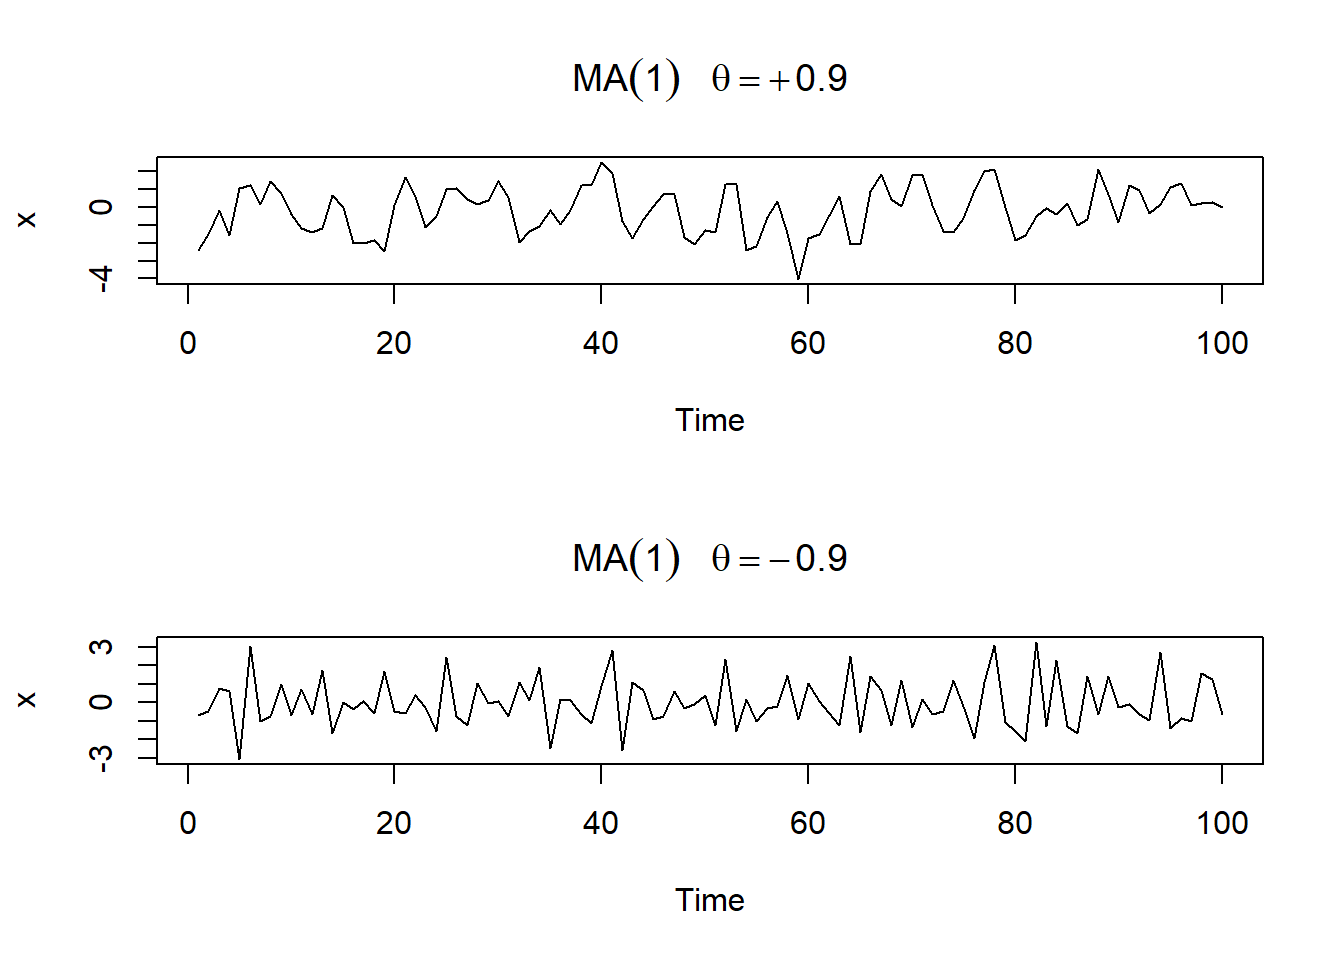 MA(1) θ = +0.9
x
0
-4
0 20 40 60 80 100
Time
MA(1) θ = −0.9
x
3
0
-3
0 20 40 60 80 100
Time